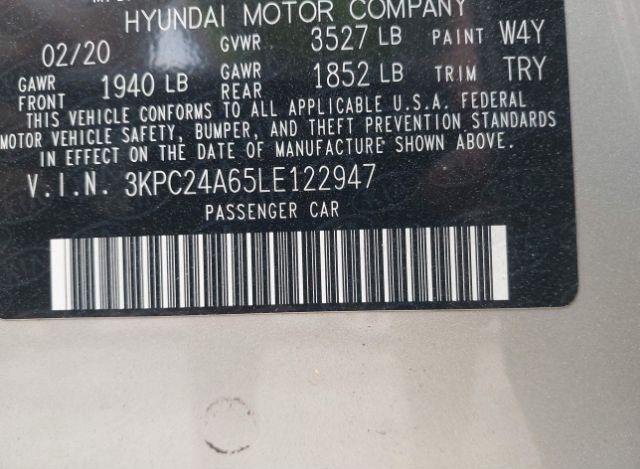 HYUNDAI MOTOR COMPANY
02/20 GVWR 3527 LB PAINT W4Y
GAWR FRONT 1940 LB GAWR REAR 1852 LB TRIM TRY
THIS VEHICLE CONFORMS TO ALL APPLICABLE U.S.A. FEDERAL
MOTOR VEHICLE SAFETY, BUMPER, AND THEFT PREVENTION STANDARDS
IN EFFECT ON THE DATE OF MANUFACTURE SHOWN ABOVE.
V.I.N. 3KPC24A65LE122947
PASSENGER CAR